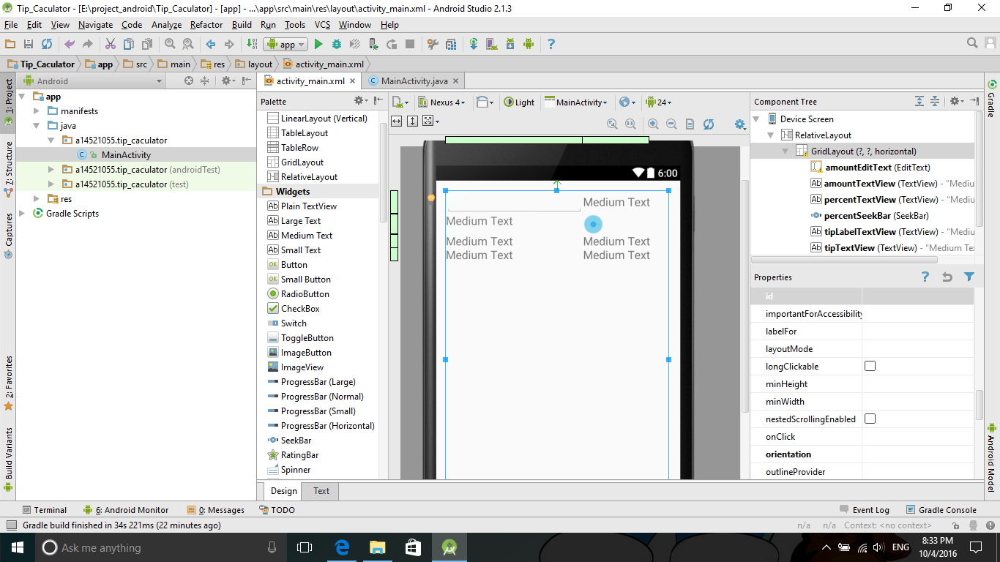 Tip_Caculator - [E:\project_android\Tip_Caculator] - [app] - ...\app\src\main\res\layout\activity_main.xml - Android Studio 2.1.3
File Edit View Navigate Code Analyze Refactor Build Run Tools VCS Window Help
app
Tip_Caculator app src main res layout activity_main.xml
1: Project
7: Structure
Captures
2: Favorites
Build Variants
Android
app
manifests
java
a14521055.tip_caculator
MainActivity
a14521055.tip_caculator (androidTest)
a14521055.tip_caculator (test)
res
Gradle Scripts
activity_main.xml
MainActivity.java
Palette
LinearLayout (Vertical)
TableLayout
TableRow
GridLayout
RelativeLayout
Widgets
Plain TextView
Large Text
Medium Text
Small Text
Button
Small Button
RadioButton
CheckBox
Switch
ToggleButton
ImageButton
ImageView
ProgressBar (Large)
ProgressBar (Normal)
ProgressBar (Small)
ProgressBar (Horizontal)
SeekBar
RatingBar
Spinner
Nexus 4 Light MainActivity 24
6:00
Medium Text
Medium Text
Medium Text Medium Text
Medium Text Medium Text
Design Text
Component Tree
Device Screen
RelativeLayout
GridLayout (?, ?, horizontal)
amountEditText (EditText)
amountTextView (TextView) - "Mediu
percentTextView (TextView) - "Mediu
percentSeekBar (SeekBar)
tipLabelTextView (TextView) - "Mediu
tipTextView (TextView) - "Medium Te
Properties
id
importantForAccessibility
labelFor
layoutMode
longClickable
minHeight
minWidth
nestedScrollingEnabled
onClick
orientation
outlineProvider
Gradle
Android Model
Terminal 6: Android Monitor 0: Messages TODO Event Log Gradle Console
Gradle build finished in 34s 221ms (22 minutes ago) n/a n/a Context: <no context>
Ask me anything
ENG
8:33 PM
10/4/2016